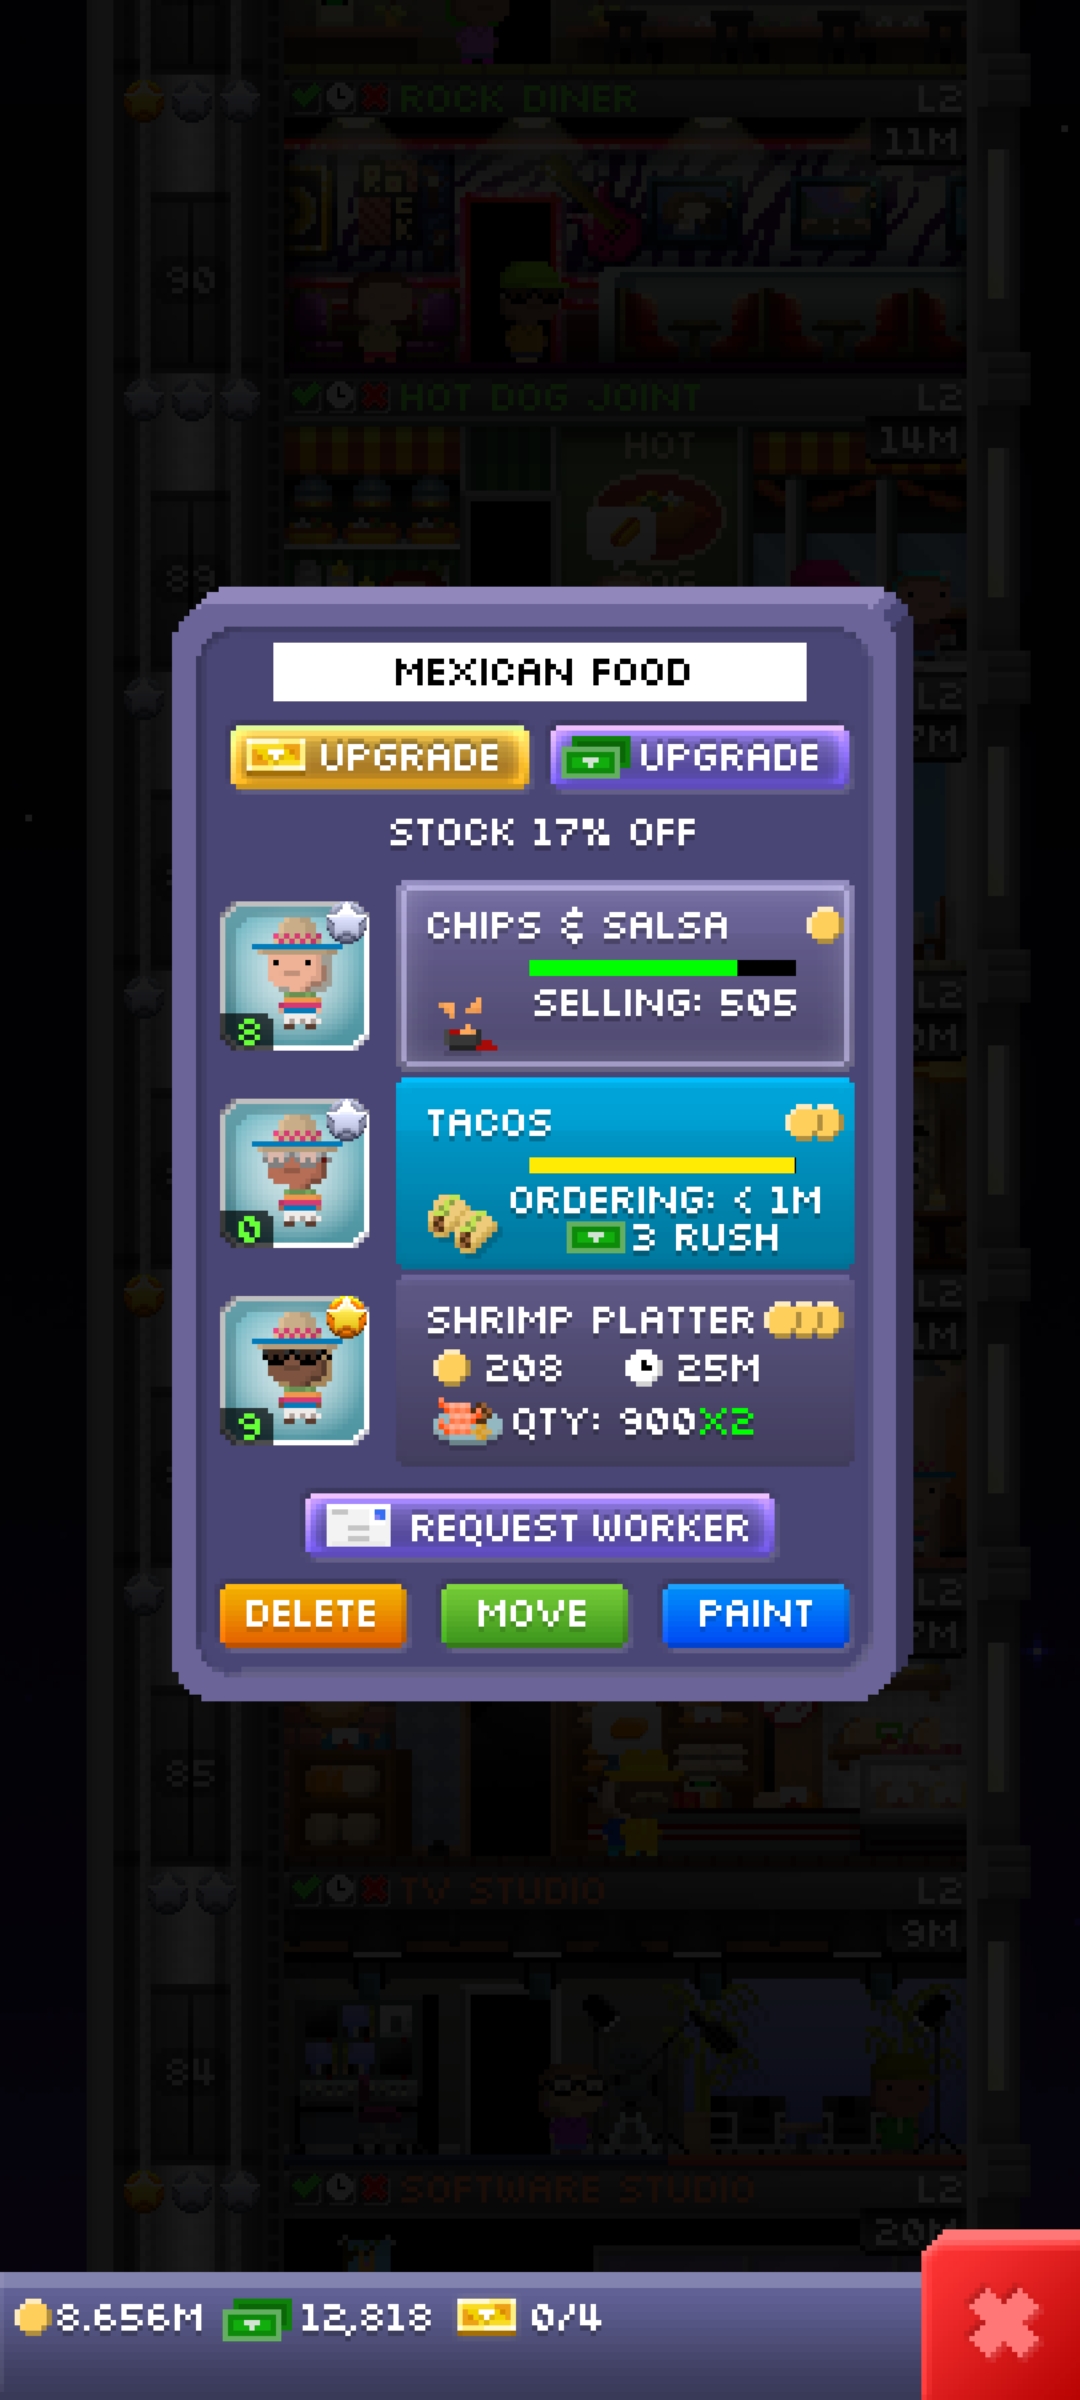 ROCK DINER L2
11M
90
HOT DOG JOINT L2
14M
HOT
MEXICAN FOOD
UPGRADE UPGRADE
STOCK 17% OFF
CHIPS & SALSA
SELLING: 505
8
TACOS
ORDERING: < 1M
3 RUSH
0
SHRIMP PLATTER
208 25M
QTY: 900X2
9
REQUEST WORKER
DELETE MOVE PAINT
85
TV STUDIO L2
9M
84
SOFTWARE STUDIO L2
20M
8.656M 12,818 0/4